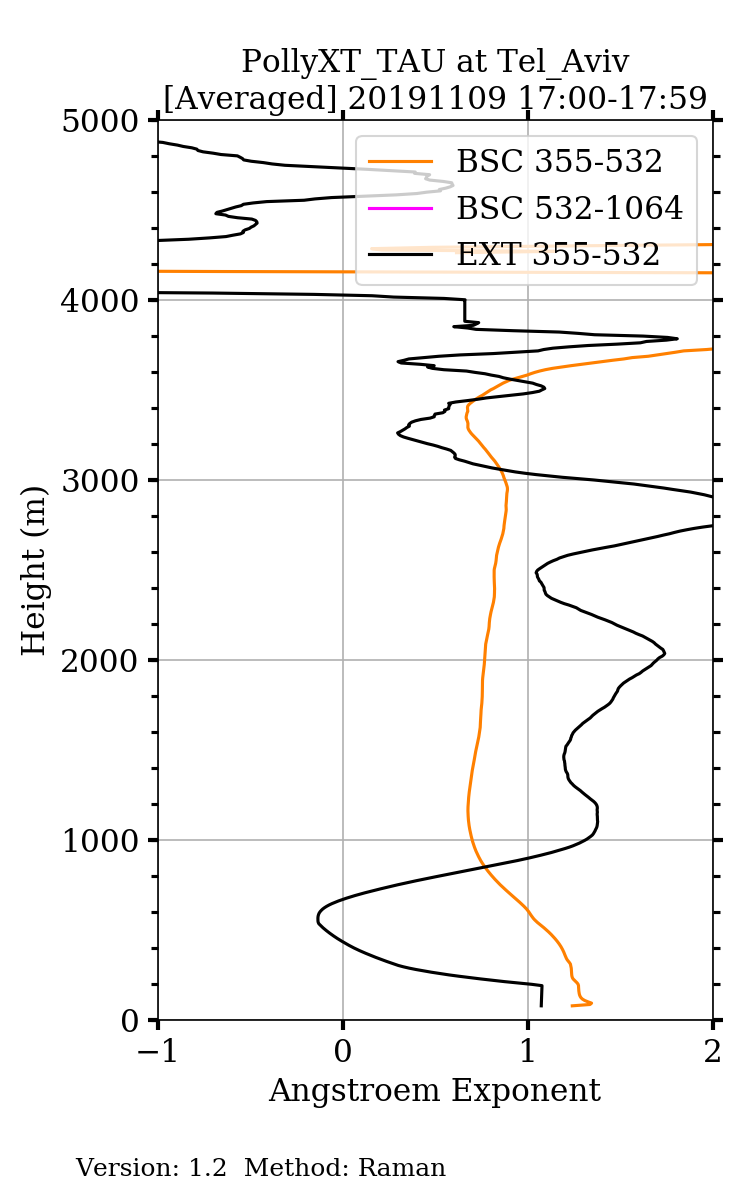 PollyXT_TAU at Tel_Aviv
[Averaged] 20191109 17:00-17:59
5000
BSC 355-532
BSC 532-1064
EXT 355-532
4000
3000
Height (m)
2000
1000
0
−1 0 1 2
Angstroem Exponent
Version: 1.2 Method: Raman